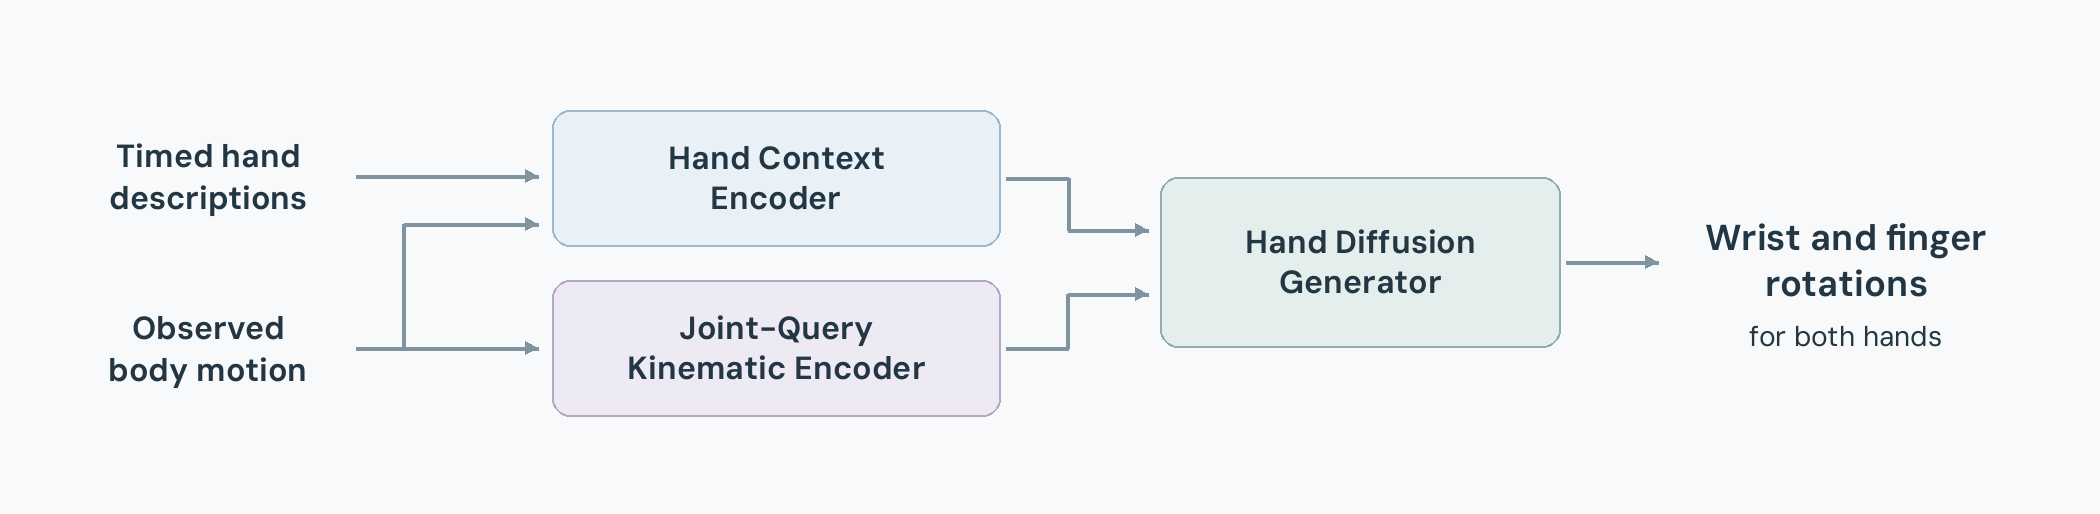 Timed hand
descriptions
Observed
body motion
Hand Context
Encoder
Joint-Query
Kinematic Encoder
Hand Diffusion
Generator
Wrist and finger
rotations
for both hands